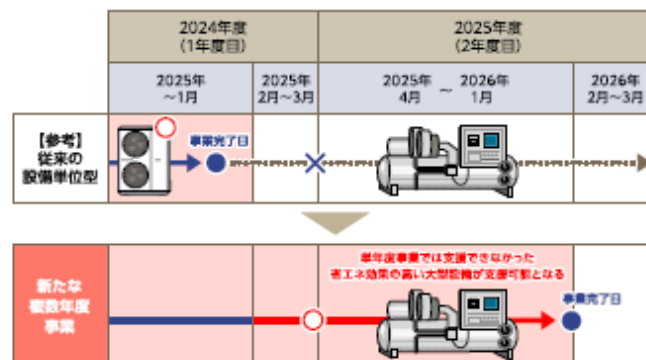 2024年度
(1年度目)
2025年度
(2年度目)
2025年
～1月
2025年
2月～3月
2025年 ～ 2026年
4月 1月
2026年
2月～3月
【参考】
従来の
設備単位型
事業完了日
新たな
複数年度
事業
単年度事業では支援できなかった
省エネ効果の高い大型設備が支援可能となる
事業完了日